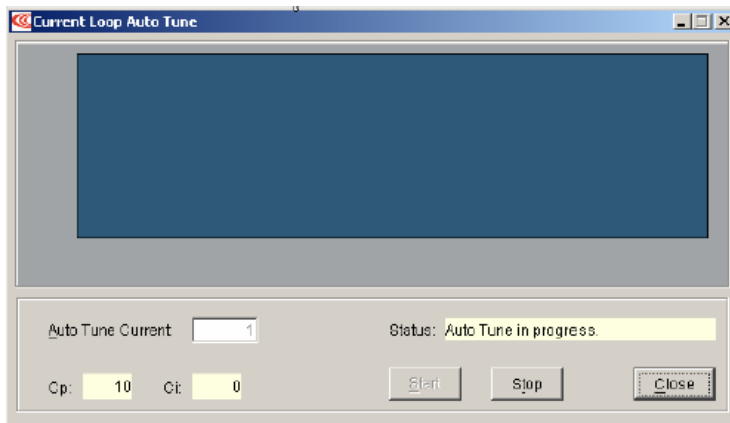 Current Loop Auto Tune
Auto Tune Current 1
Status: Auto Tune in progress.
Cp: 10 Ci: 0
Start Stop Close